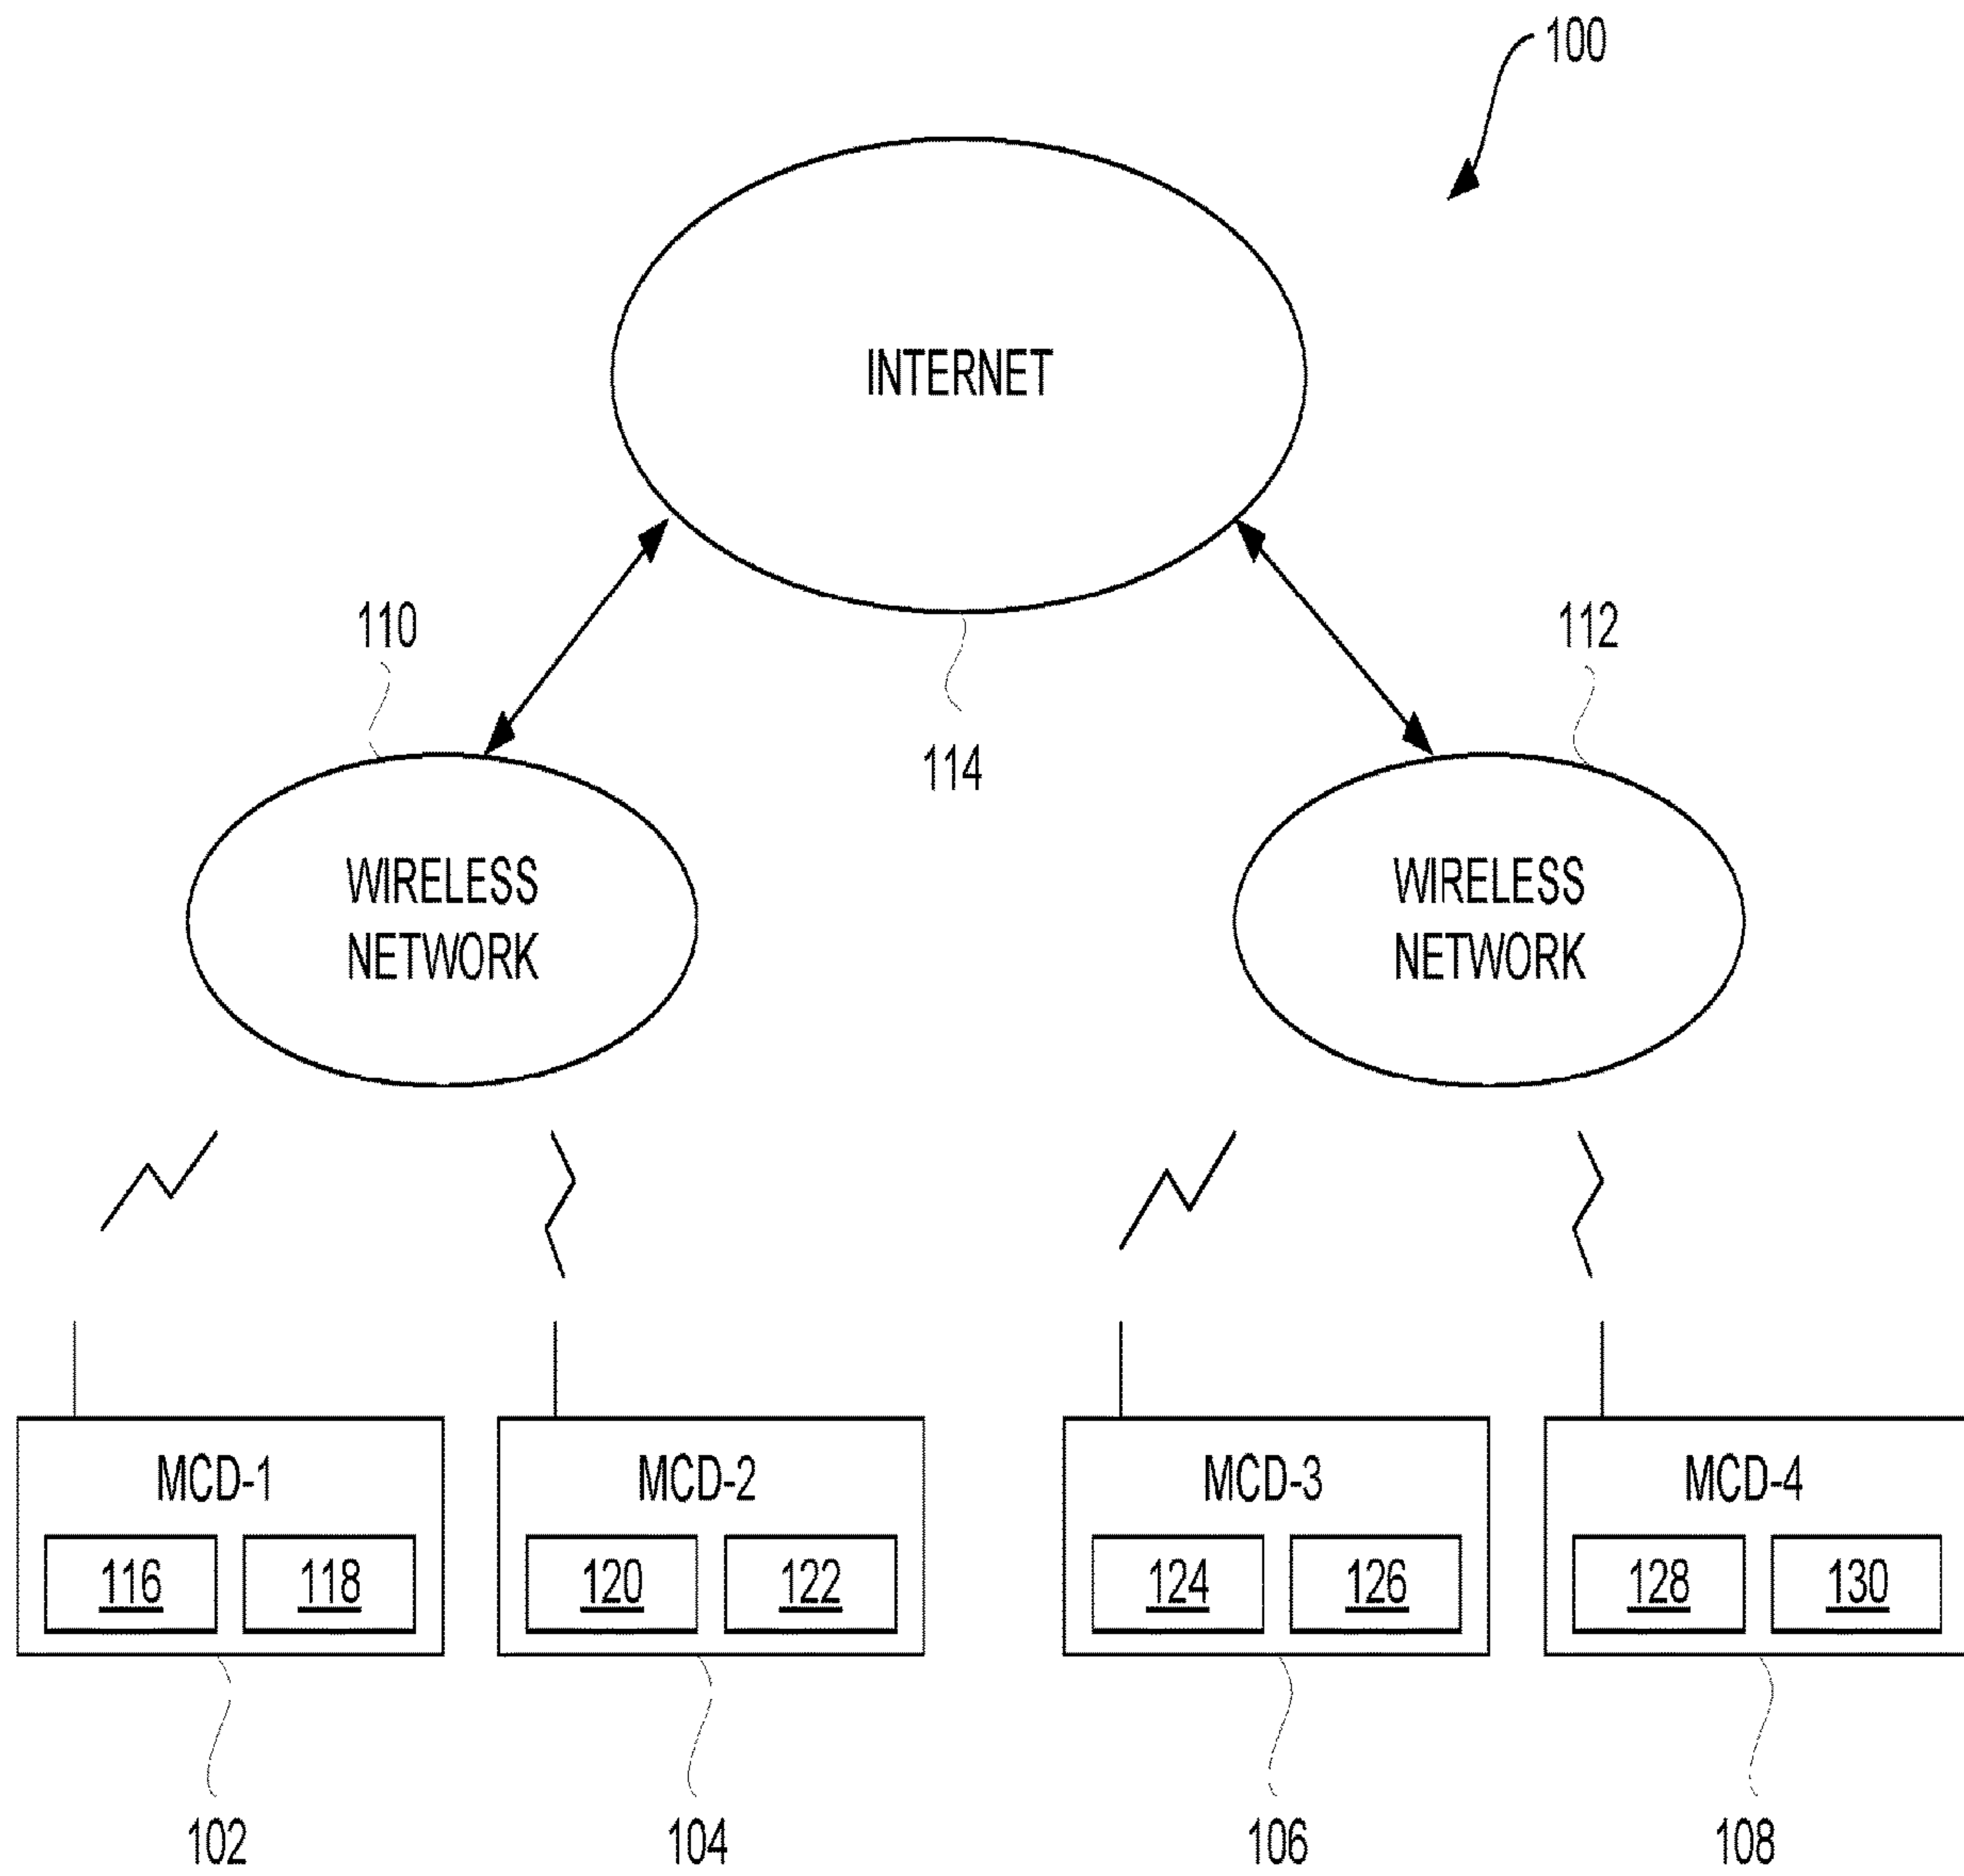 100
INTERNET
110
112
114
WIRELESS
NETWORK
WIRELESS
NETWORK
MCD-1
MCD-2
MCD-3
MCD-4
116
118
120
122
124
126
128
130
102
104
106
108